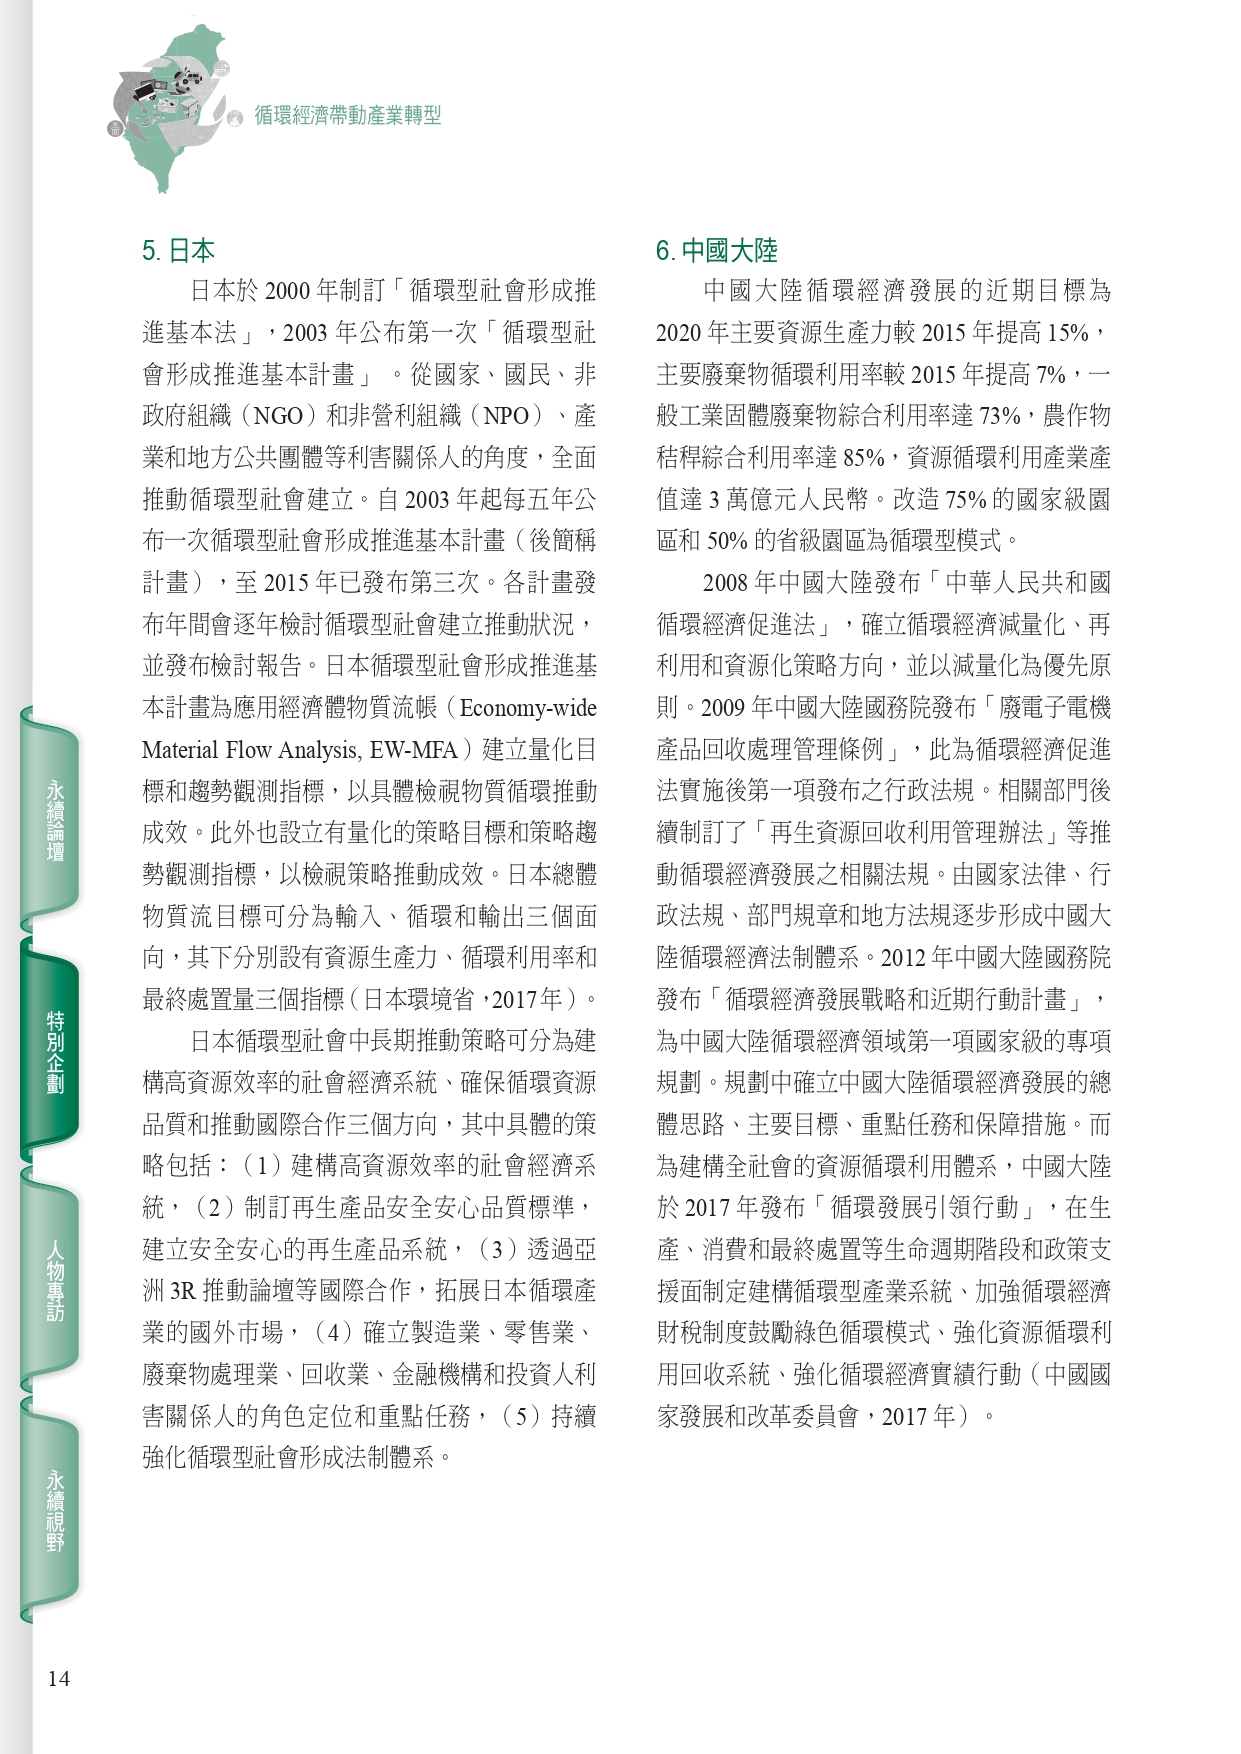 循環經濟帶動產業轉型
5. 日本
日本於 2000 年制訂「循環型社會形成推
進基本法」，2003 年公布第一次「循環型社
會形成推進基本計畫」 。從國家、國民、非
政府組織（NGO）和非營利組織（NPO）、產
業和地方公共團體等利害關係人的角度，全面
推動循環型社會建立。自 2003 年起每五年公
布一次循環型社會形成推進基本計畫（後簡稱
計畫），至 2015 年已發布第三次。各計畫發
布年間會逐年檢討循環型社會建立推動狀況，
並發布檢討報告。日本循環型社會形成推進基
本計畫為應用經濟體物質流帳（Economy-wide
Material Flow Analysis, EW-MFA）建立量化目
標和趨勢觀測指標，以具體檢視物質循環推動
成效。此外也設立有量化的策略目標和策略趨
勢觀測指標，以檢視策略推動成效。日本總體
物質流目標可分為輸入、循環和輸出三個面
向，其下分別設有資源生產力、循環利用率和
最終處置量三個指標（日本環境省，2017 年）。
日本循環型社會中長期推動策略可分為建
構高資源效率的社會經濟系統、確保循環資源
品質和推動國際合作三個方向，其中具體的策
略包括：（1）建構高資源效率的社會經濟系
統，（2）制訂再生產品安全安心品質標準，
建立安全安心的再生產品系統，（3）透過亞
洲 3R 推動論壇等國際合作，拓展日本循環產
業的國外市場，（4）確立製造業、零售業、
廢棄物處理業、回收業、金融機構和投資人利
害關係人的角色定位和重點任務，（5）持續
強化循環型社會形成法制體系。
6. 中國大陸
中國大陸循環經濟發展的近期目標為
2020 年主要資源生產力較 2015 年提高 15%，
主要廢棄物循環利用率較 2015 年提高 7%，一
般工業固體廢棄物綜合利用率達 73%，農作物
秸稈綜合利用率達 85%，資源循環利用產業產
值達 3 萬億元人民幣。改造 75% 的國家級園
區和 50% 的省級園區為循環型模式。
2008 年中國大陸發布「中華人民共和國
循環經濟促進法」，確立循環經濟減量化、再
利用和資源化策略方向，並以減量化為優先原
則。2009 年中國大陸國務院發布「廢電子電機
產品回收處理管理條例」，此為循環經濟促進
法實施後第一項發布之行政法規。相關部門後
續制訂了「再生資源回收利用管理辦法」等推
動循環經濟發展之相關法規。由國家法律、行
政法規、部門規章和地方法規逐步形成中國大
陸循環經濟法制體系。2012 年中國大陸國務院
發布「循環經濟發展戰略和近期行動計畫」，
為中國大陸循環經濟領域第一項國家級的專項
規劃。規劃中確立中國大陸循環經濟發展的總
體思路、主要目標、重點任務和保障措施。而
為建構全社會的資源循環利用體系，中國大陸
於 2017 年發布「循環發展引領行動」，在生
產、消費和最終處置等生命週期階段和政策支
援面制定建構循環型產業系統、加強循環經濟
財稅制度鼓勵綠色循環模式、強化資源循環利
用回收系統、強化循環經濟實績行動（中國國
家發展和改革委員會，2017 年）。
永續論壇
特別企劃
人物專訪
永續視野
14